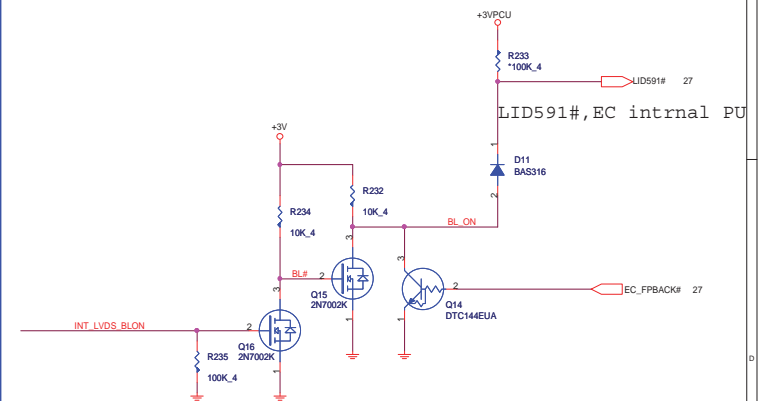 +3VPCU
R233
*100K_4
LID591# 27
LID591#,EC intrnal PU
+3V
1
D11
BAS316
2
R232
10K_4
R234
10K_4
BL_ON
3
3
BL#
2
Q15
2N7002K
1
2
Q14
DTC144EUA
1
EC_FPBACK# 27
3
INT_LVDS_BLON
2
Q16
2N7002K
1
R235
100K_4
D